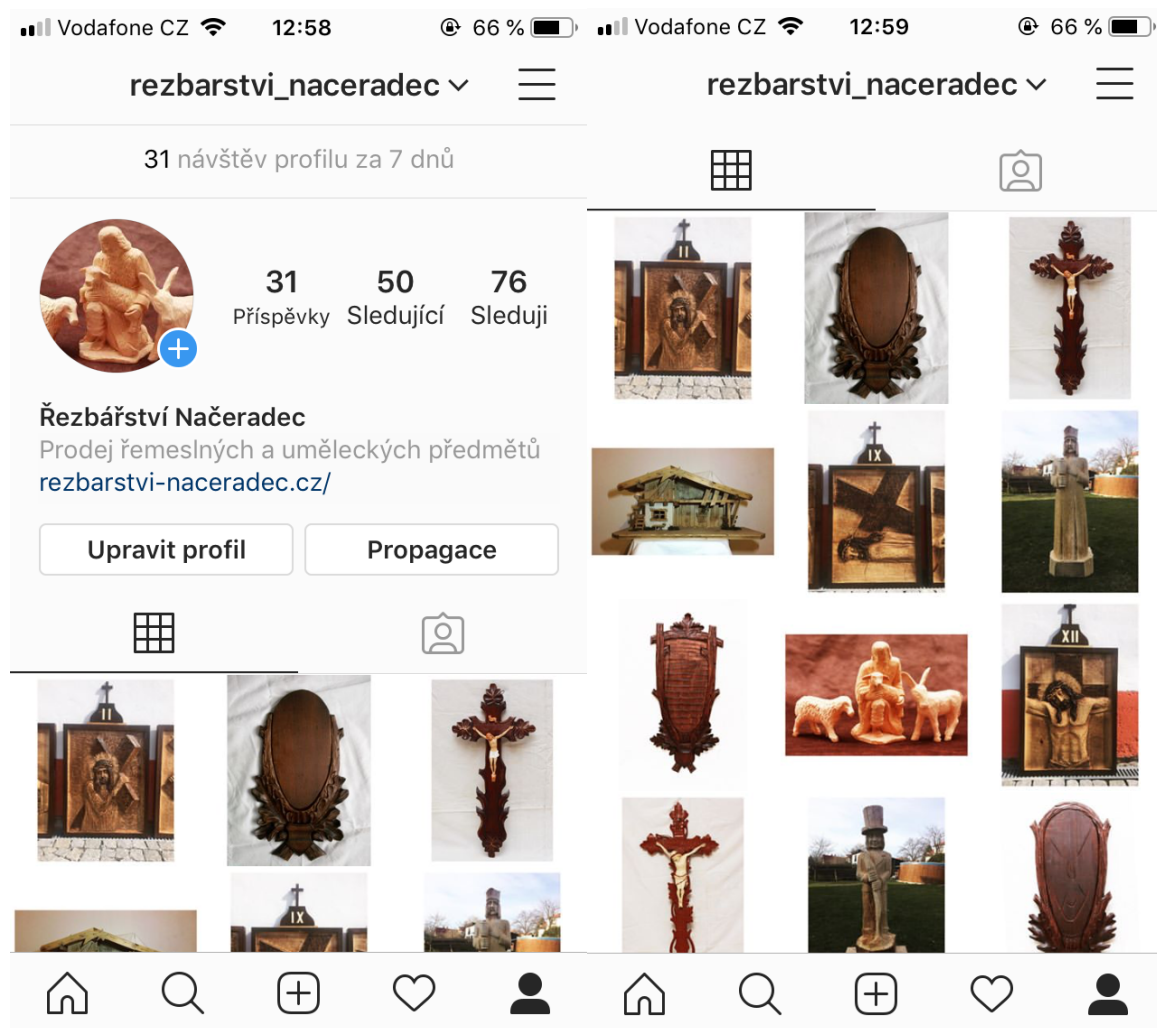 Vodafone CZ 12:58 66 %
rezbarstvi_naceradec
31 návštěv profilu za 7 dnů
31 50 76
Příspěvky Sledující Sleduji
Řezbářství Načeradec
Prodej řemeslných a uměleckých předmětů
rezbarstvi-naceradec.cz/
Upravit profil Propagace
II
IX
Vodafone CZ 12:59 66 %
rezbarstvi_naceradec
II
IX
XII